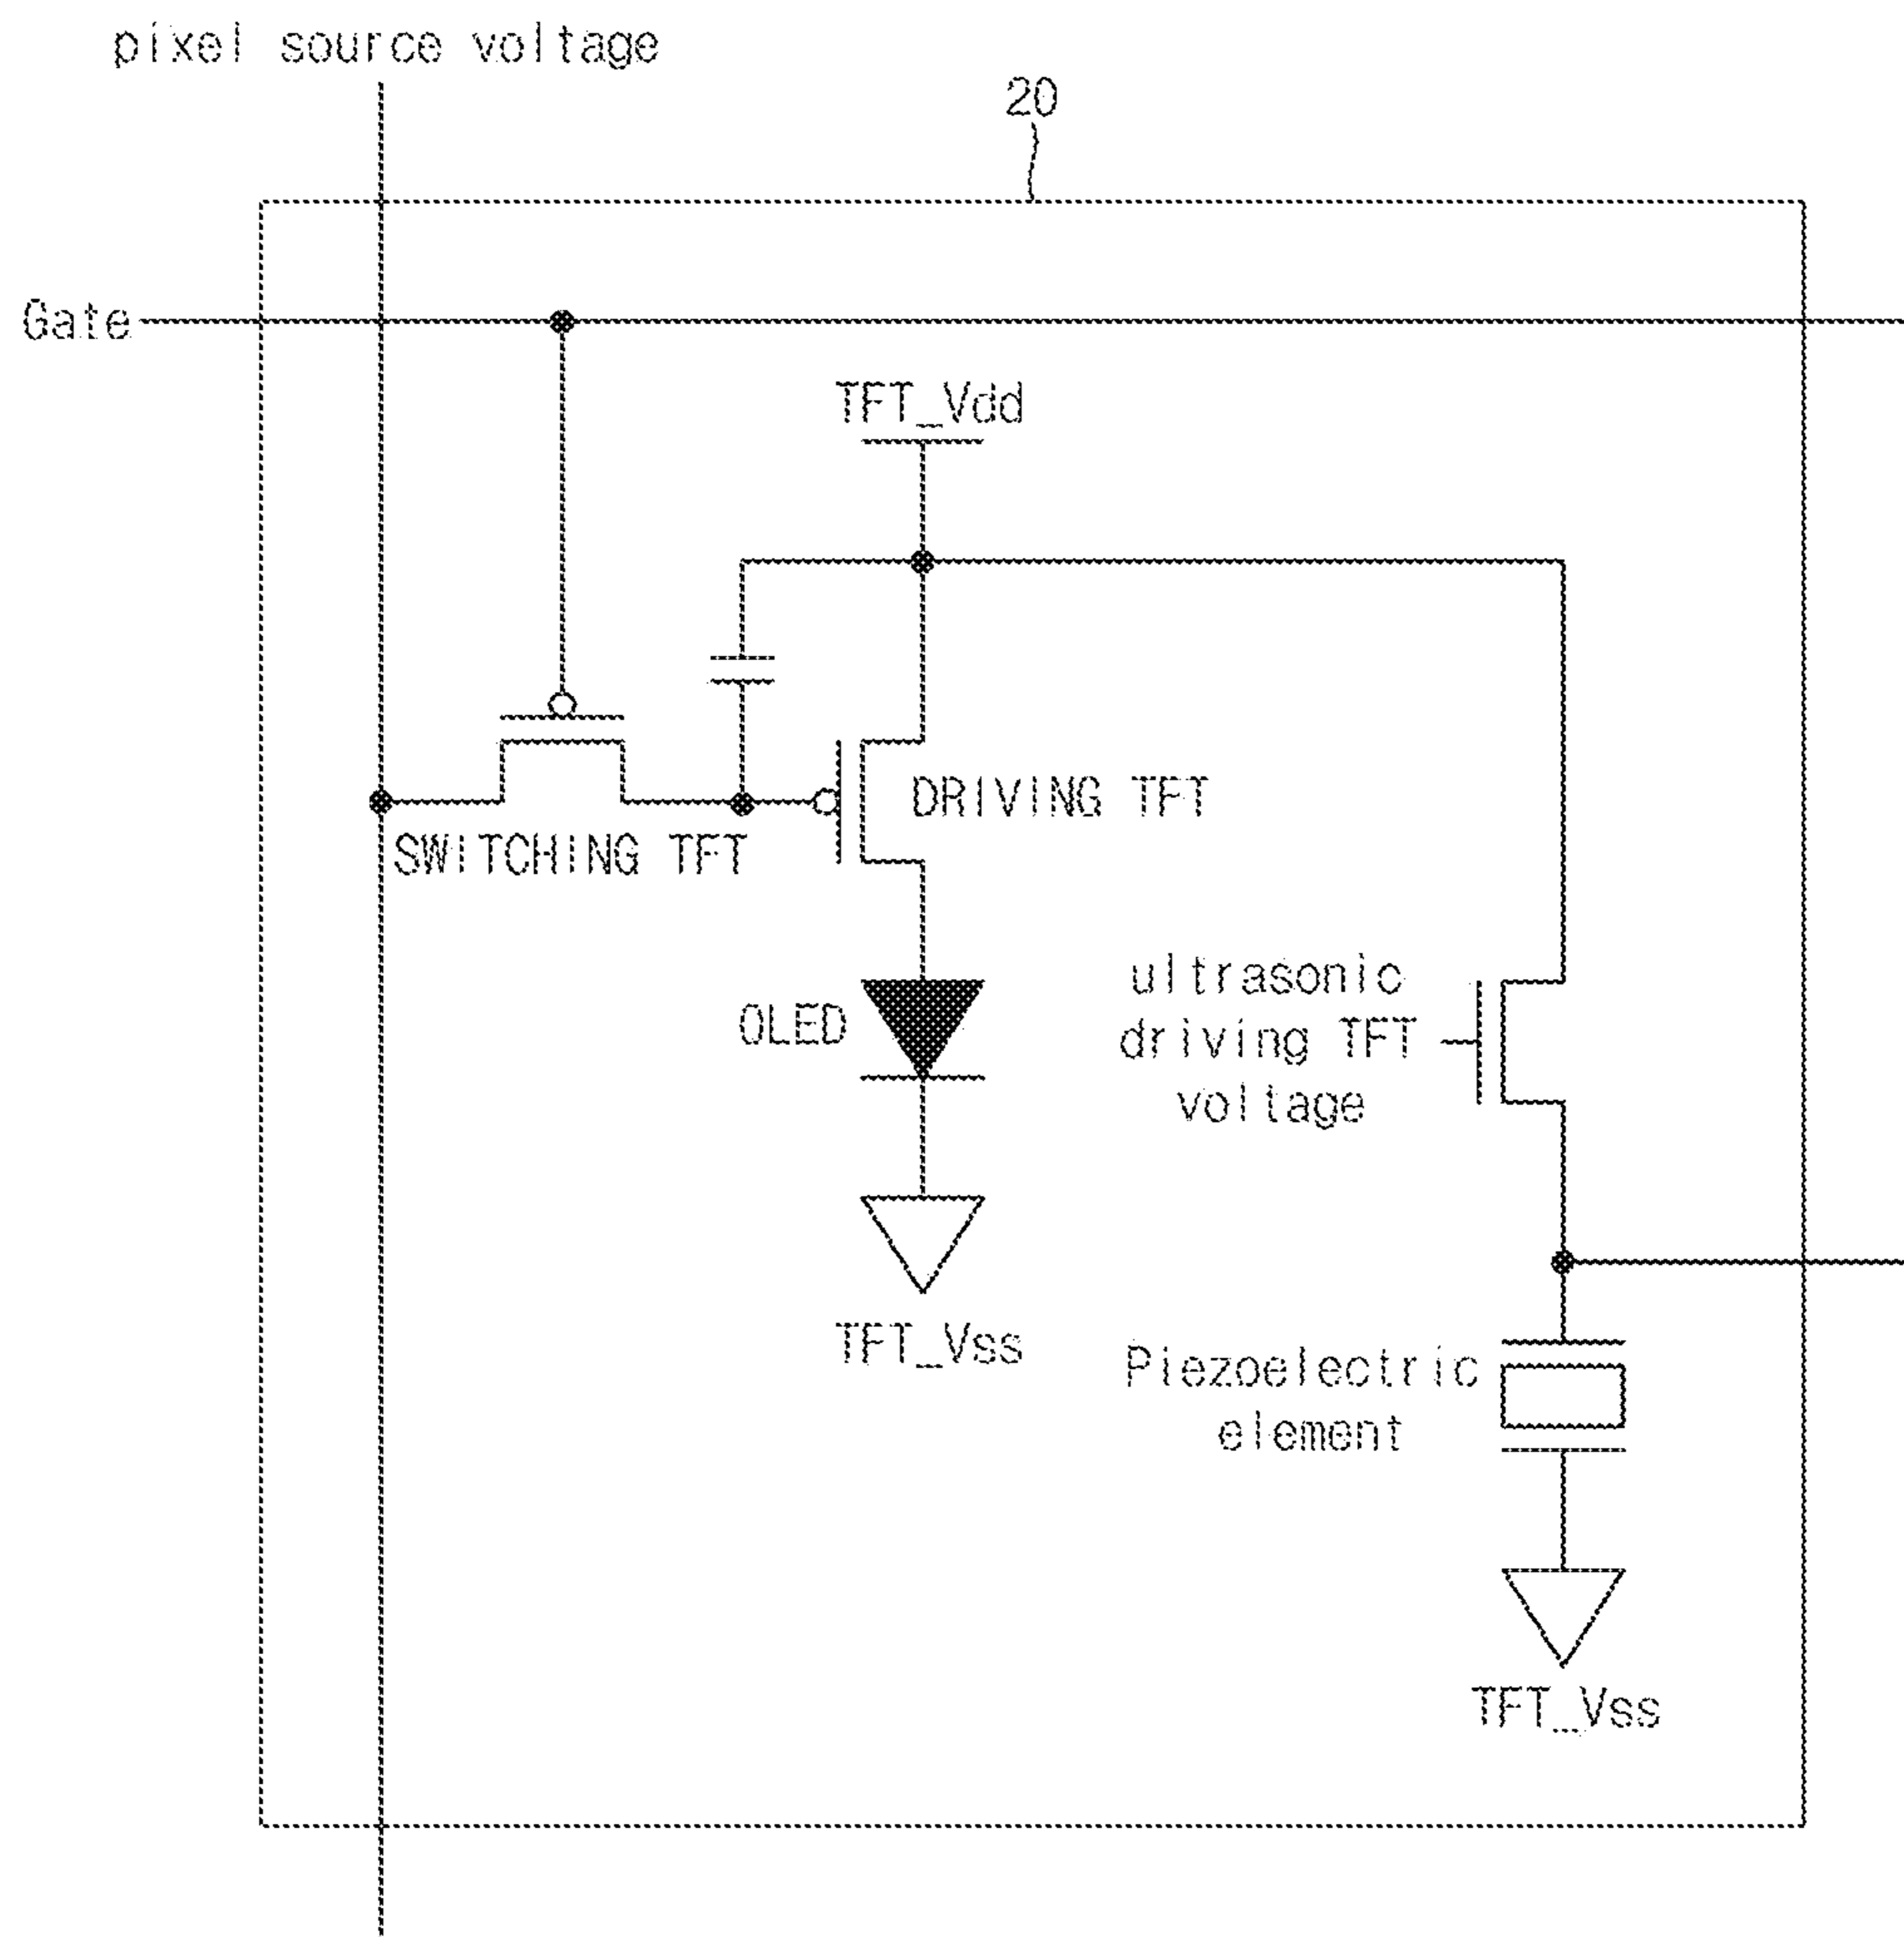 pixel source voltage
20
Gate
TFT_Vdd
DRIVING TFT
SWITCHING TFT
OLED
ultrasonic
driving TFT
voltage
TFT_Vss
Piezoelectric
element
TFT_Vss